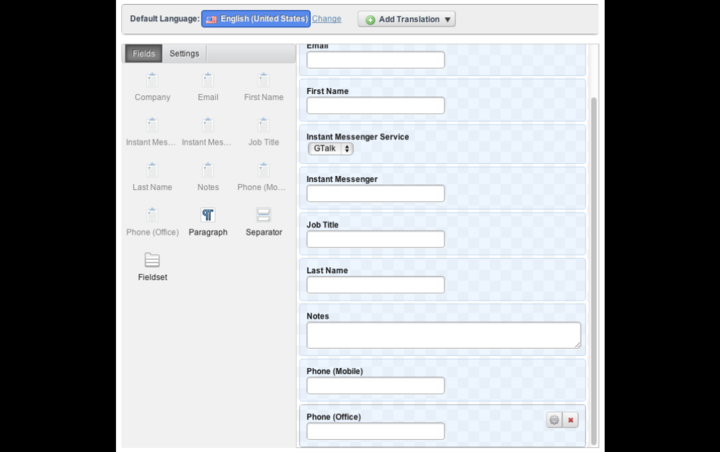 Default Language: English (United States) Change Add Translation
Fields Settings
Company Email First Name
Instant Mes... Instant Mes... Job Title
Last Name Notes Phone (Mo...
Phone (Office) Paragraph Separator
Fieldset
Email
First Name
Instant Messenger Service
GTalk
Instant Messenger
Job Title
Last Name
Notes
Phone (Mobile)
Phone (Office)